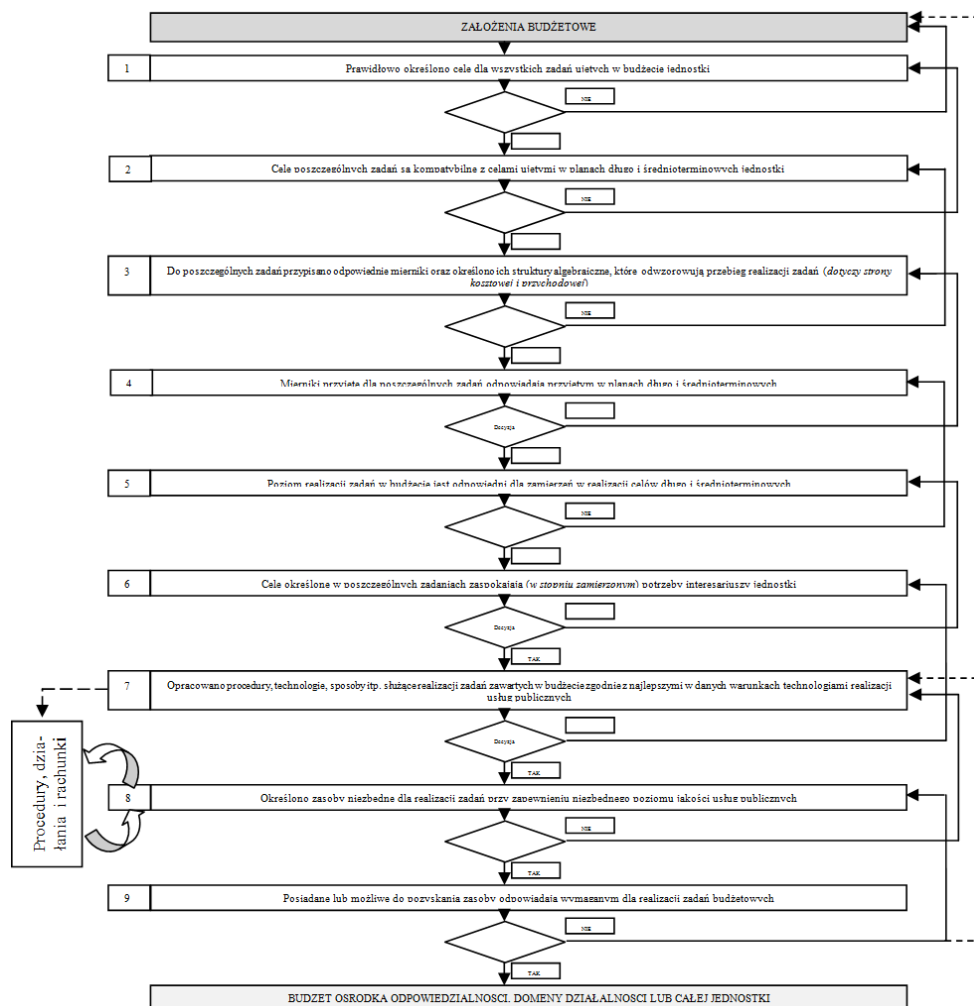 ZAŁOŻENIA BUDŻETOWE
1
Prawidłowo określono cele dla wszystkich zadań ujętych w budżecie jednostki
NIE
2
Cele poszczególnych zadań są kompatybilne z celami ujętymi w planach długo i średnioterminowych jednostki
NIE
3
Do poszczególnych zadań przypisano odpowiednie mierniki oraz określono ich struktury algebraiczne, które odwzorowują przebieg realizacji zadań (dotyczy strony
kosztowej i przychodowej)
NIE
4
Mierniki przyjęte dla poszczególnych zadań odpowiadają przyjętym w planach długo i średnioterminowych
Decyzja
5
Poziom realizacji zadań w budżecie jest odpowiedni dla zamierzeń w realizacji celów długo i średnioterminowych
NIE
6
Cele określone w poszczególnych zadaniach zaspokajają (w stopniu zamierzonym) potrzeby interesariuszy jednostki
Decyzja
TAK
7
Opracowano procedury, technologie, sposoby itp. służące realizacji zadań zawartych w budżecie zgodnie z najlepszymi w danych warunkach technologiami realizacji
usług publicznych
Decyzja
TAK
Procedury, dzia-
łania i rachunki
8
Określono zasoby niezbędne dla realizacji zadań przy zapewnieniu niezbędnego poziomu jakości usług publicznych
NIE
TAK
9
Posiadane lub możliwe do pozyskania zasoby odpowiadają wymaganym dla realizacji zadań budżetowych
NIE
TAK
BUDŻET OŚRODKA ODPOWIEDZIALNOŚCI, DOMENY DZIAŁALNOŚCI LUB CAŁEJ JEDNOSTKI